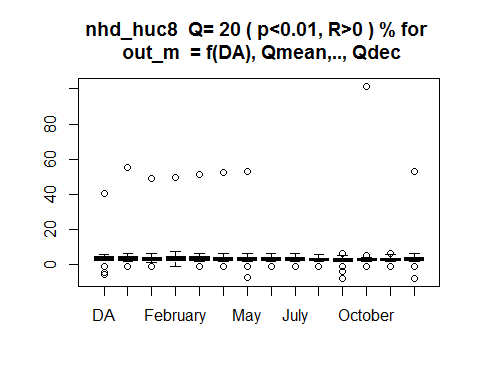 nhd_huc8 Q= 20 ( p<0.01, R>0 ) % for
out_m = f(DA), Qmean,.., Qdec
80
60
40
20
0
DA February May July October